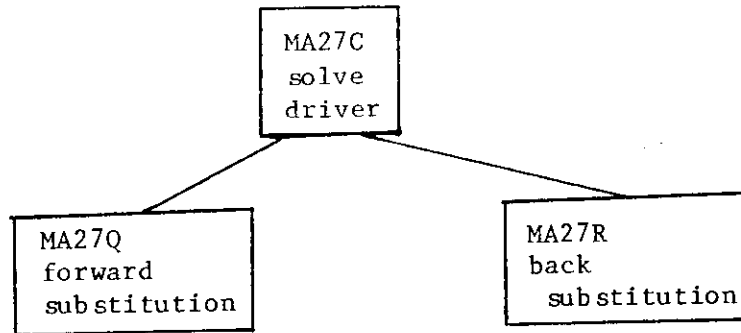 MA27C
solve
driver
MA27Q
forward
substitution
MA27R
back
substitution